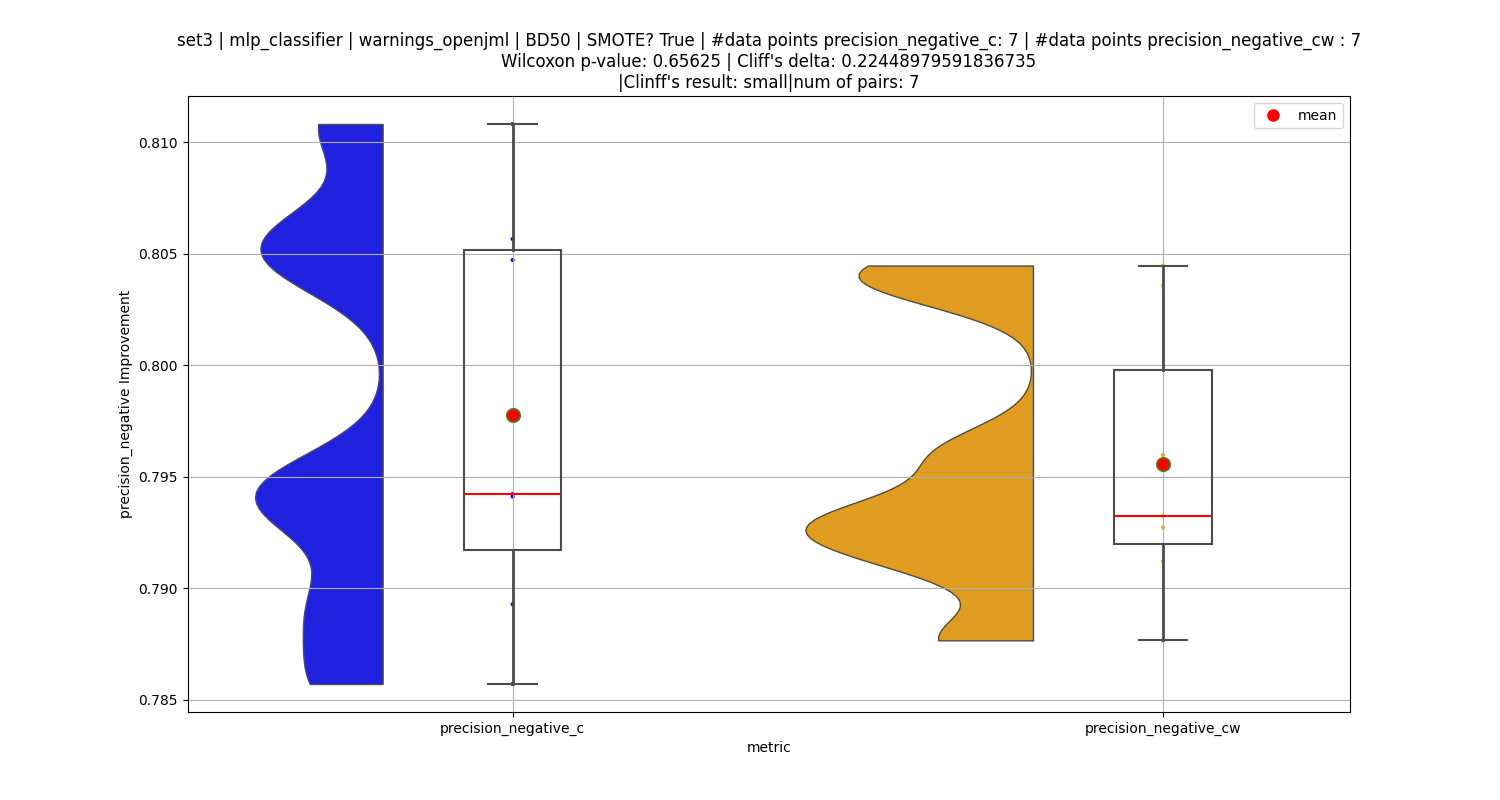 set3 | mlp_classifier | warnings_openjml | BD50 | SMOTE? True | #data points precision_negative_c: 7 | #data points precision_negative_cw : 7
Wilcoxon p-value: 0.65625 | Cliff's delta: 0.22448979591836735
|Clinff's result: small|num of pairs: 7
mean
0.810
0.805
0.800
0.795
0.790
0.785
precision_negative Improvement
precision_negative_c
precision_negative_cw
metric